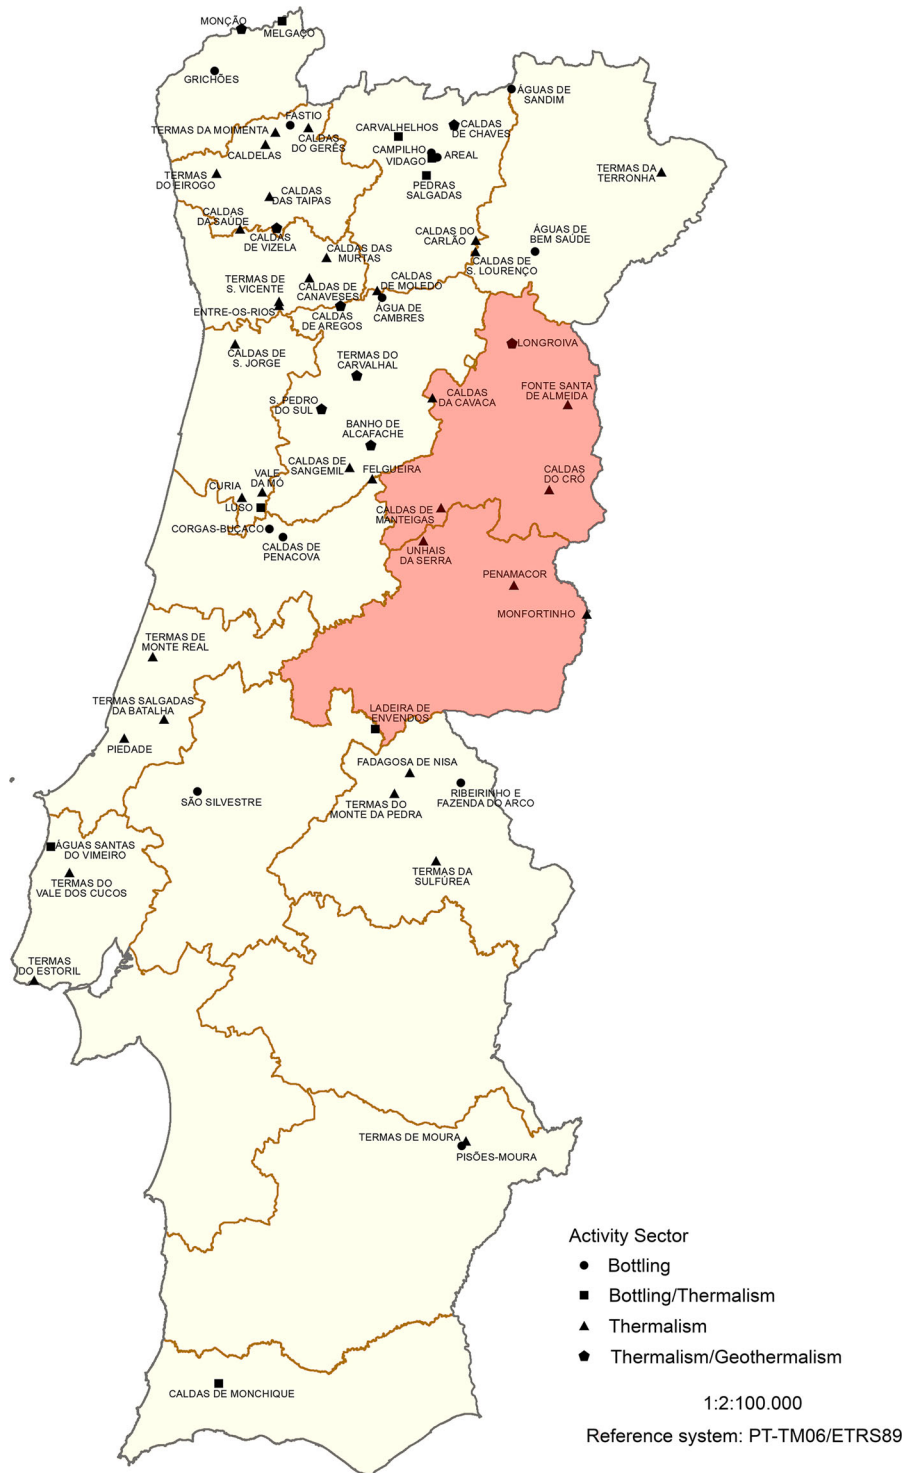 MONÇÃO
MELGAÇO
GRICHÕES
ÁGUAS DE
SANDIM
FASTIO
TERMAS DA MOIMENTA
CALDAS
DO GERÊS
CALDELAS
CARVALHELHOS
CALDAS
DE CHAVES
CAMPILHO
VIDAGO
AREAL
PEDRAS
SALGADAS
TERMAS DA
TERRONHA
TERMAS
DO EIROGO
CALDAS
DAS TAIPAS
CALDAS
DA SAÚDE
CALDAS
DE VIZELA
CALDAS DO
CARLÃO
CALDAS DE
S. LOURENÇO
ÁGUAS DE
BEM SAÚDE
CALDAS DAS
MURTAS
TERMAS DE
S. VICENTE
CALDAS DE
CANAVESES
CALDAS
DE MOLEDO
ENTRE-OS-RIOS
CALDAS
DE AREGOS
ÁGUA DE
CAMBRES
CALDAS DE
S. JORGE
TERMAS DO
CARVALHAL
LONGROIVA
S. PEDRO
DO SUL
CALDAS
DA CAVACA
FONTE SANTA
DE ALMEIDA
BANHO DE
ALCAFACHE
CALDAS DE
SANGEMIL
FELGUEIRA
CALDAS
DO CRÓ
VALE
DA MÓ
CURIA
LUSO
CALDAS DE
MANTEIGAS
CORGAS-BUÇACO
CALDAS DE
PENACOVA
UNHAIS
DA SERRA
PENAMACOR
MONFORTINHO
TERMAS DE
MONTE REAL
TERMAS SALGADAS
DA BATALHA
PIEDADE
LADEIRA DE
ENVENDOS
FADAGOSA DE NISA
SÃO SILVESTRE
TERMAS DO
MONTE DA PEDRA
RIBEIRINHO E
FAZENDA DO ARCO
ÁGUAS SANTAS
DO VIMEIRO
TERMAS DO
VALE DOS CUCOS
TERMAS DA
SULFÚREA
TERMAS
DO ESTORIL
TERMAS DE MOURA
PISÕES-MOURA
CALDAS DE MONCHIQUE
Activity Sector
Bottling
Bottling/Thermalism
Thermalism
Thermalism/Geothermalism
1:2:100.000
Reference system: PT-TM06/ETRS89